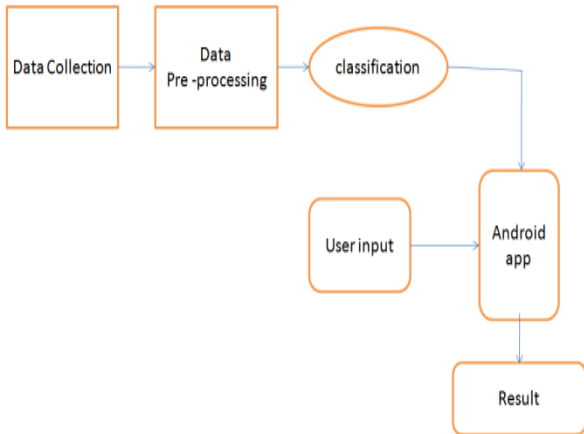 Data Collection
Data
Pre -processing
classification
User input
Android
app
Result